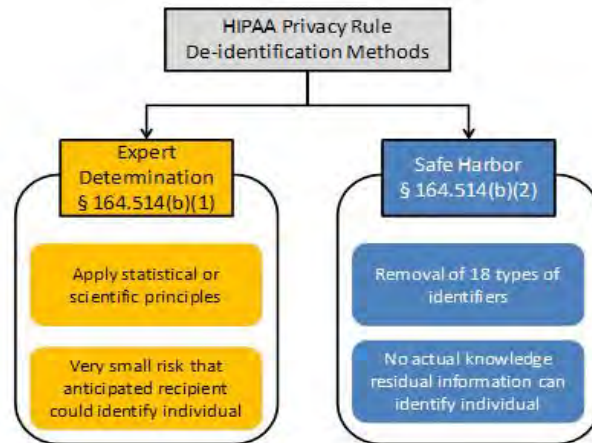 HIPAA Privacy Rule
De-identification Methods
Expert
Determination
§ 164.514(b)(1)
Apply statistical or
scientific principles
Very small risk that
anticipated recipient
could identify individual
Safe Harbor
§ 164.514(b)(2)
Removal of 18 types of
identifiers
No actual knowledge
residual information can
identify individual